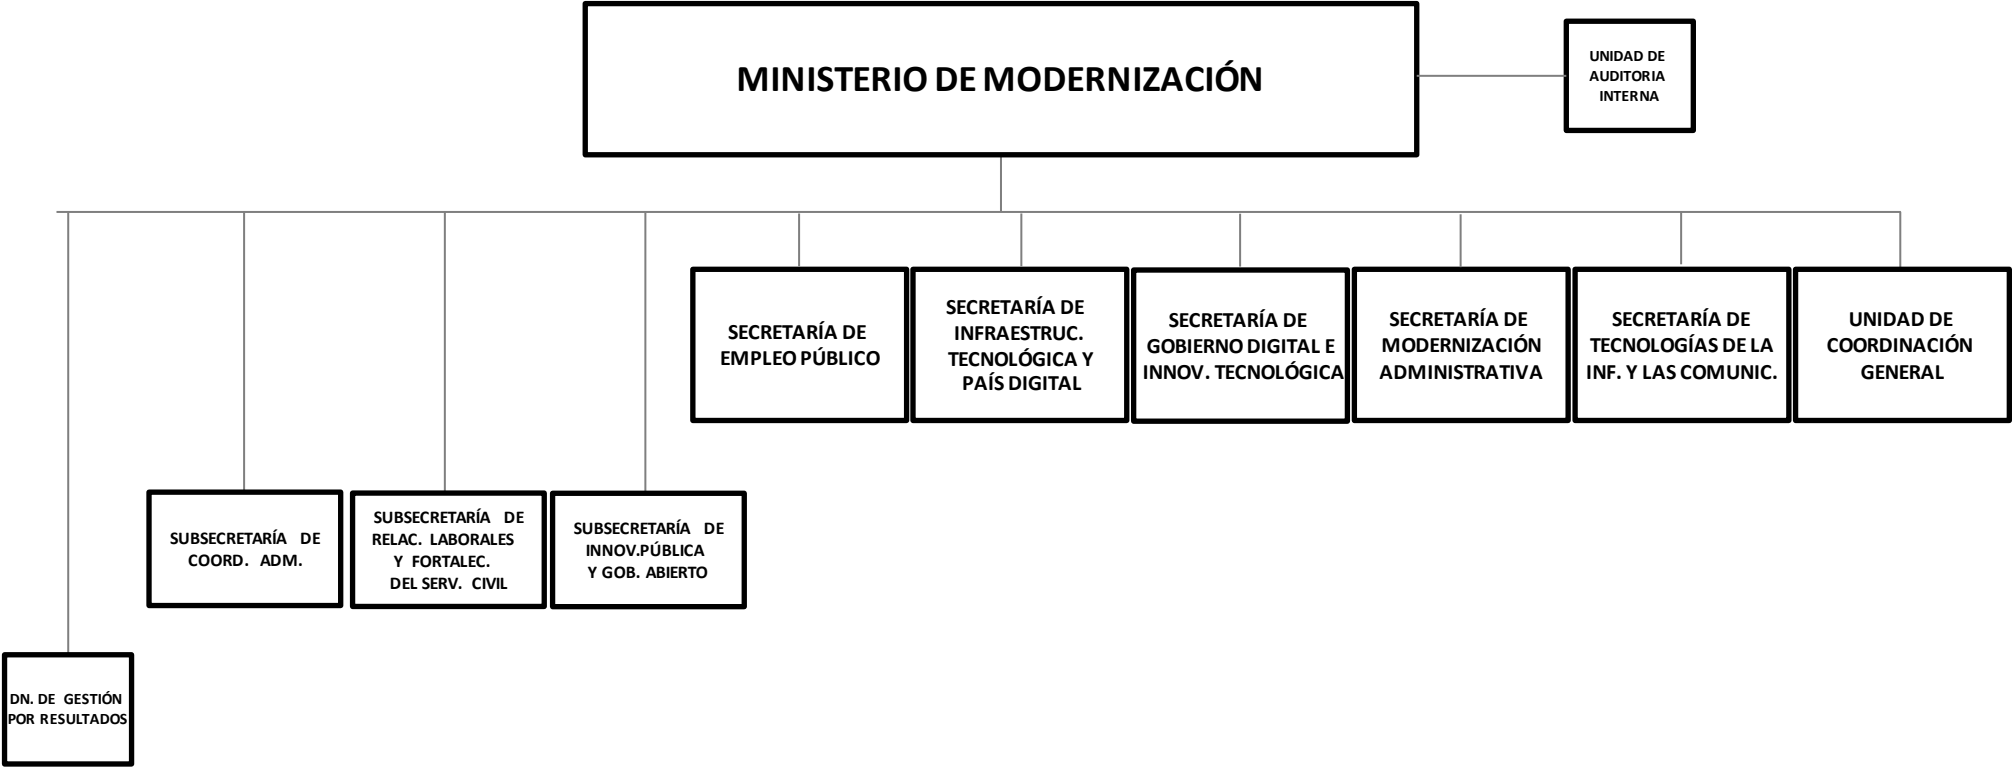 MINISTERIO DE MODERNIZACIÓN
UNIDAD DE
AUDITORIA
INTERNA
SECRETARÍA DE
EMPLEO PÚBLICO
SECRETARÍA DE
INFRAESTRUC.
TECNOLÓGICA Y
PAÍS DIGITAL
SECRETARÍA DE
GOBIERNO DIGITAL E
INNOV. TECNOLÓGICA
SECRETARÍA DE
MODERNIZACIÓN
ADMINISTRATIVA
SECRETARÍA DE
TECNOLOGÍAS DE LA
INF. Y LAS COMUNIC.
UNIDAD DE
COORDINACIÓN
GENERAL
SUBSECRETARÍA DE
COORD. ADM.
SUBSECRETARÍA DE
RELAC. LABORALES
Y FORTALEC.
DEL SERV. CIVIL
SUBSECRETARÍA DE
INNOV.PÚBLICA
Y GOB. ABIERTO
DN. DE GESTIÓN
POR RESULTADOS